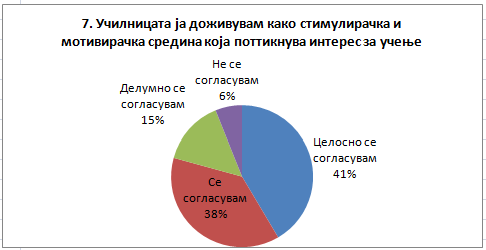 7. Училницата ја доживувам како стимулирачка и
мотивирачка средина која поттикнува интерес за учење
Не се
согласувам
6%
Делумно се
согласувам
15%
Целосно се
согласувам
41%
Се
согласувам
38%